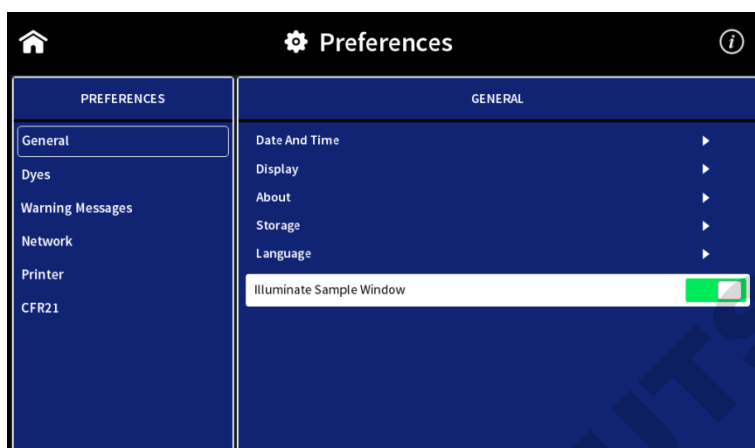 Preferences
i
PREFERENCES
General
Dyes
Warning Messages
Network
Printer
CFR21
GENERAL
Date And Time
Display
About
Storage
Language
Illuminate Sample Window